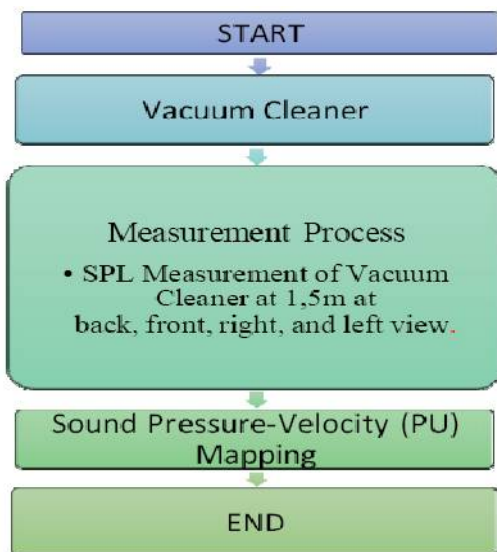 START
Vacuum Cleaner
Measurement Process
• SPL Measurement of Vacuum
Cleaner at 1,5m at
back, front, right, and left view.
Sound Pressure-Velocity (PU)
Mapping
END